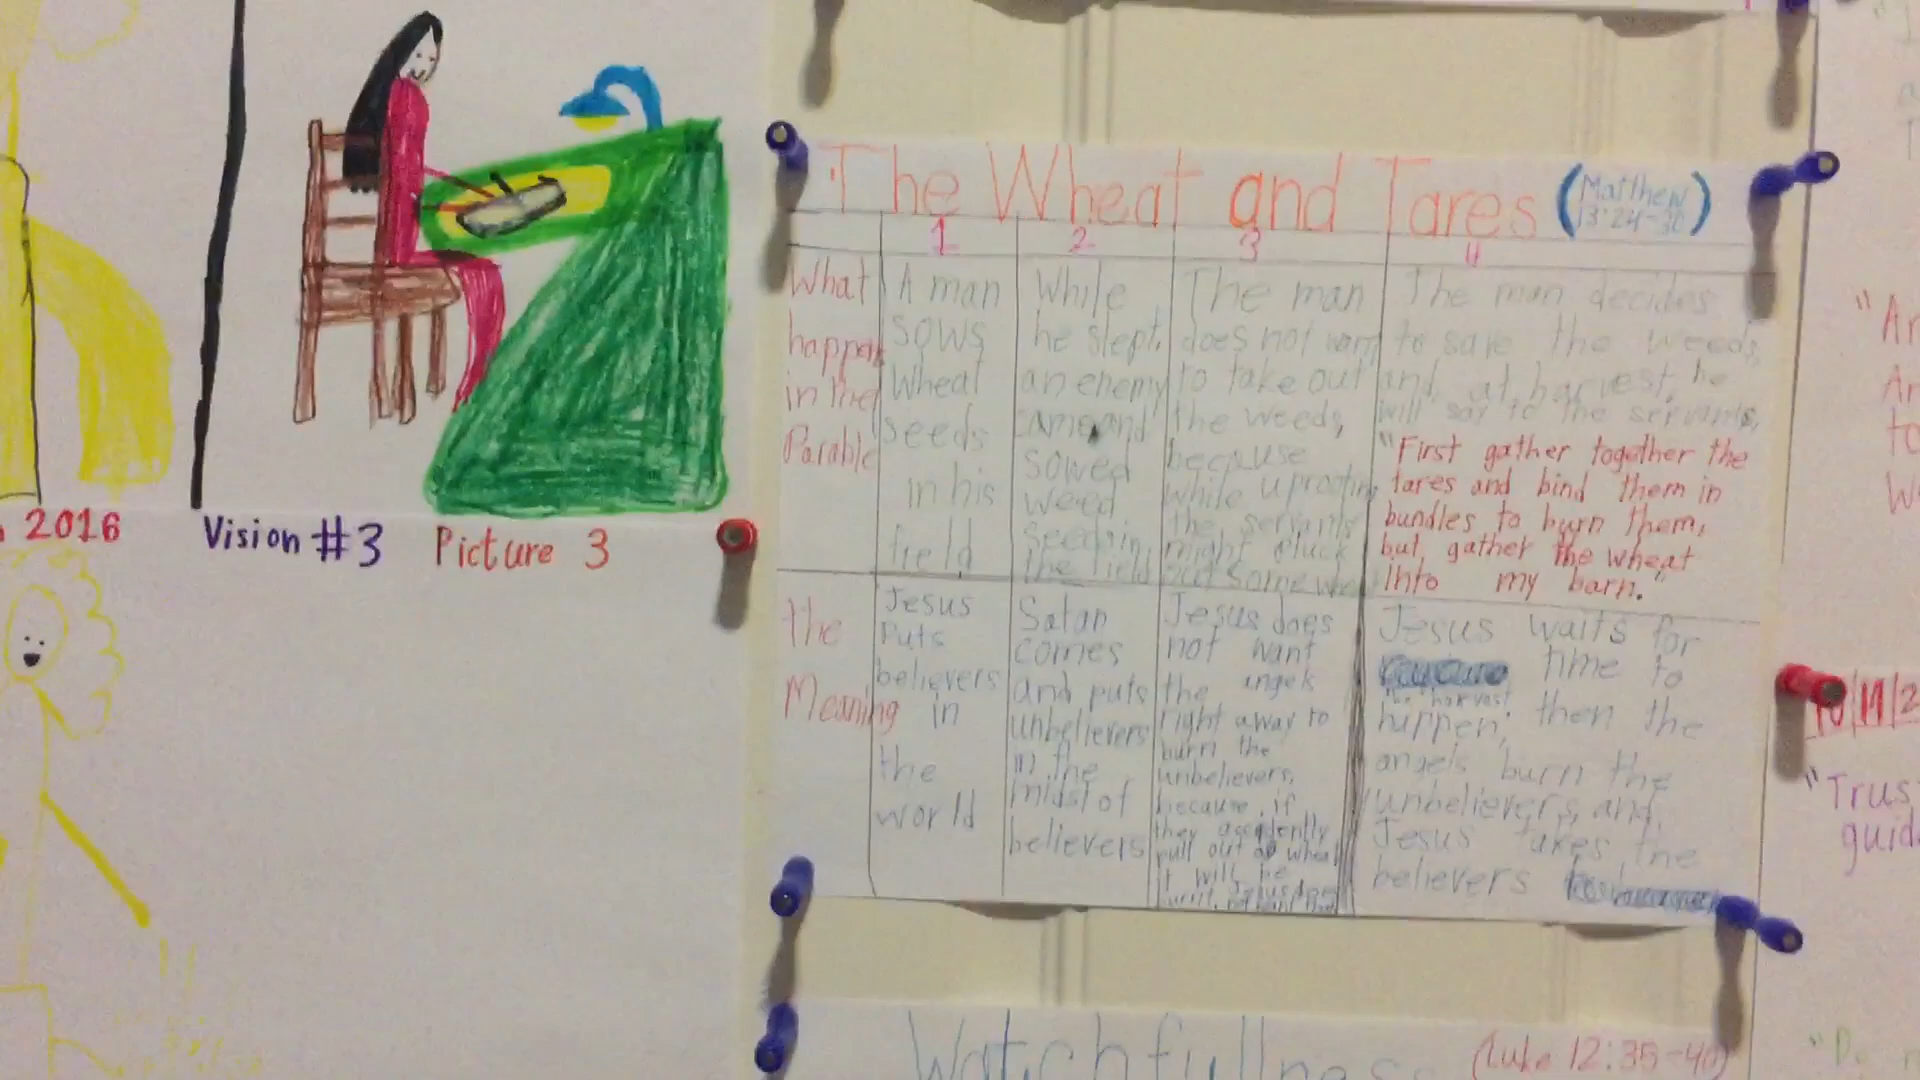 2016
Vision #3 Picture 3
The Wheat and Tares (Matthew
13:24-30)
1 2 3 4
What
happens
in the
Parable
A man
sows
wheat
seeds
in his
field
While
he slept,
an enemy
came and
sowed
weed
seeds in
the field
The man
does not want
to take out
the weeds,
because
while uprooting
the servants
might pluck
out some wheat
The man decides
to save the weeds,
and, at harvest, he
will say to the servants,
"First gather together the
tares and bind them in
bundles to burn them,
but gather the wheat
into my barn."
the
Meaning
Jesus
puts
believers
in
the
world
Satan
comes
and puts
unbelievers
in the
midst of
believers
Jesus does
not want
the angels
right away to
burn the
unbelievers,
because, if
they accidently
pull out a wheat
it will be
burnt. Jesus does
not want that
Jesus waits for
time to
the harvest
happen; then the
angels burn the
unbelievers, and,
Jesus takes the
believers
Watchfullness (Luke 12:35-40)
"Trus
guid